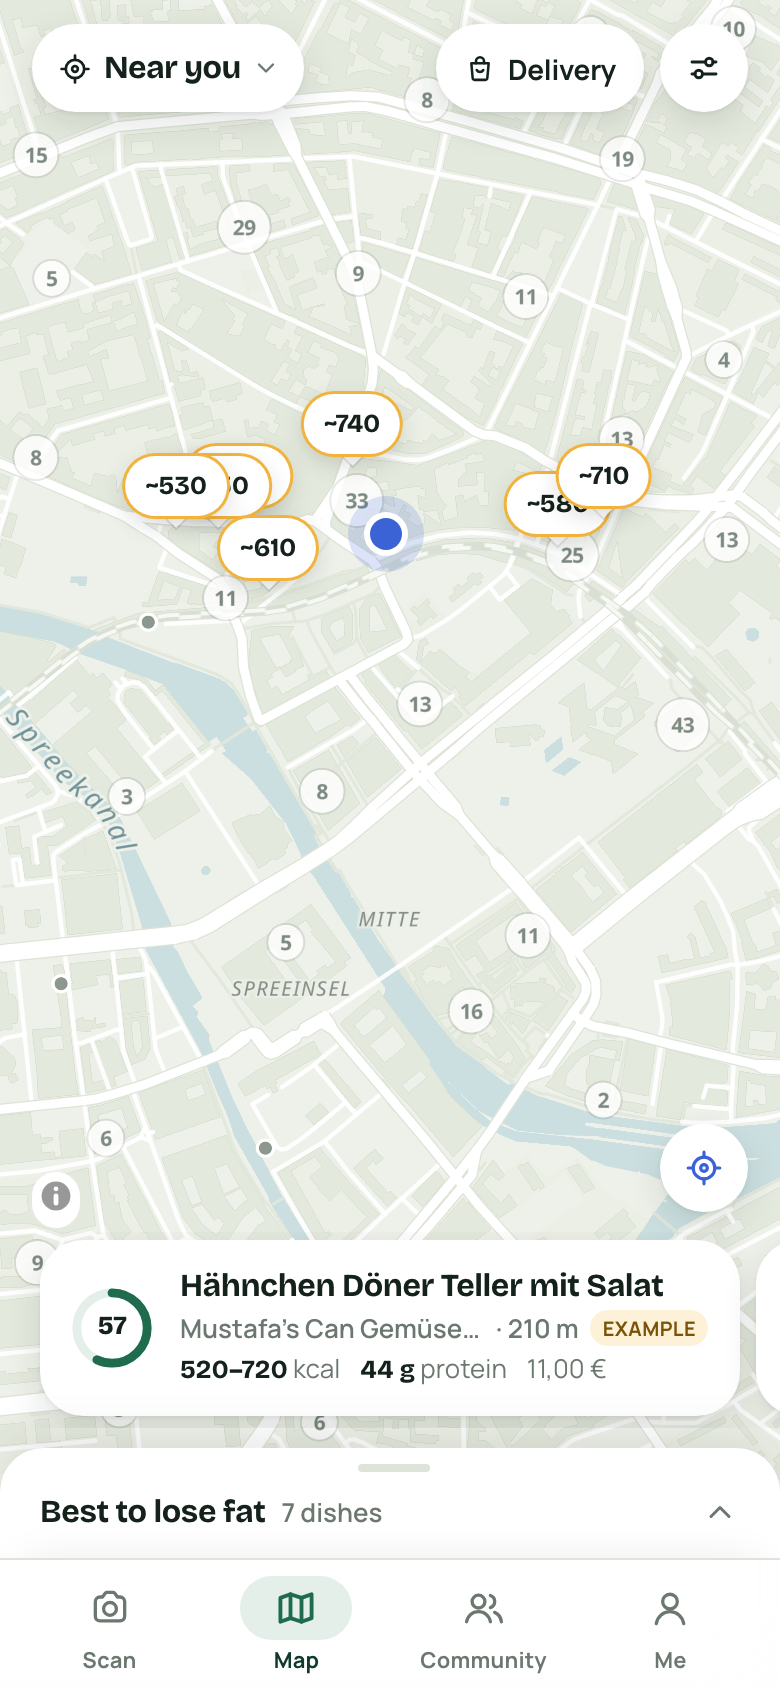 Near you
Delivery
10
8
15
19
29
5
9
11
4
13
~740
8
~530
~710
33
~58
13
~610
25
11
Spreekanal
13
43
3
8
MITTE
5
11
SPREEINSEL
16
2
6
9
57
Hähnchen Döner Teller mit Salat
Mustafa's Can Gemüse... · 210 m EXAMPLE
520–720 kcal 44 g protein 11,00 €
6
Best to lose fat 7 dishes
Scan
Map
Community
Me